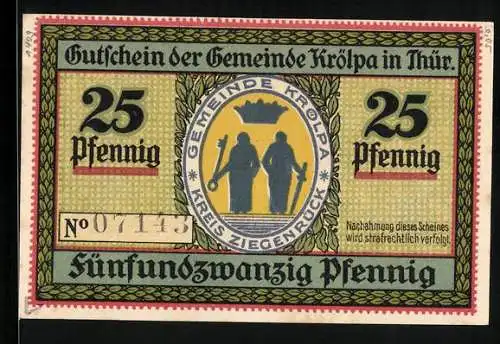 Gutschein der Gemeinde Krölpa in Thür.
25
Pfennig
GEMEINDE KRÖLPA
KREIS ZIEGENRÜCK
25
Pfennig
No 07143
Nachahmung dieses Scheines
wird strafrechtlich verfolgt.
Fünfundzwanzig Pfennig